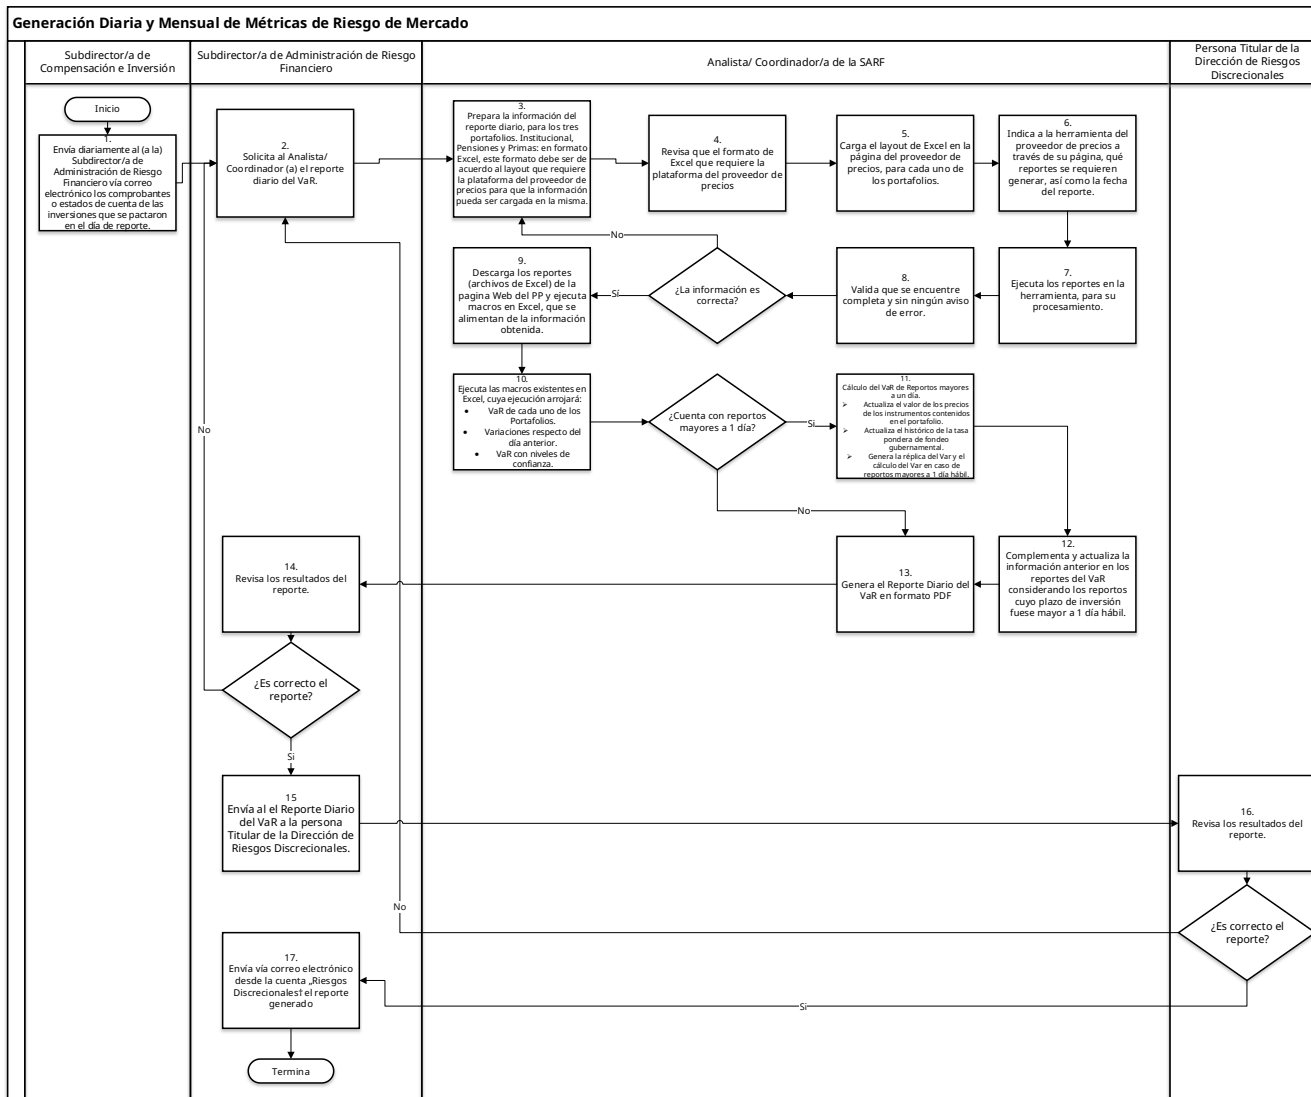 Generación Diaria y Mensual de Métricas de Riesgo de Mercado
Subdirector/a de
Compensación e Inversión
Subdirector/a de Administración de Riesgo
Financiero
Analista/ Coordinador/a de la SARF
Persona Titular de la
Dirección de Riesgos
Discrecionales
Inicio
1.
Envía diariamente al (a la)
Subdirector/a de
Administración de Riesgo
Financiero vía correo
electrónico los comprobantes
o estados de cuenta de las
inversiones que se pactaron
en el día de reporte.
2.
Solicita al Analista/
Coordinador (a) el reporte
diario del VaR.
3.
Prepara la información del
reporte diario, para los tres
portafolios. Institucional,
Pensiones y Primas: en formato
Excel, este formato debe ser de
acuerdo al layout que requiere
la plataforma del proveedor de
precios para que la información
pueda ser cargada en la misma.
4.
Revisa que el formato de
Excel que requiere la
plataforma del proveedor de
precios
5.
Carga el layout de Excel en la
página del proveedor de
precios, para cada uno de
los portafolios.
6.
Indica a la herramienta del
proveedor de precios a
través de su página, qué
reportes se requieren
generar, así como la fecha
del reporte.
No
9.
Descarga los reportes
(archivos de Excel) de la
pagina Web del PP y ejecuta
macros en Excel, que se
alimentan de la información
obtenida.
Sí
¿La información es
correcta?
8.
Valida que se encuentre
completa y sin ningún aviso
de error.
7.
Ejecuta los reportes en la
herramienta, para su
procesamiento.
10.
Ejecuta las macros existentes en
Excel, cuya ejecución arrojará:
• VaR de cada uno de los
Portafolios.
• Variaciones respecto del
día anterior.
• VaR con niveles de
confianza.
¿Cuenta con reportos
mayores a 1 día?
Si
11.
Cálculo del VaR de Reportos mayores
a un día.
➢ Actualiza el valor de los precios
de los instrumentos contenidos
en el portafolio.
➢ Actualiza el histórico de la tasa
pondera de fondeo
gubernamental.
➢ Genera la réplica del Var y el
cálculo del Var en caso de
reportos mayores a 1 día hábil.
No
No
14.
Revisa los resultados del
reporte.
13.
Genera el Reporte Diario del
VaR en formato PDF
12.
Complementa y actualiza la
información anterior en los
reportes del VaR
considerando los reportos
cuyo plazo de inversión
fuese mayor a 1 día hábil.
¿Es correcto el
reporte?
Si
15
Envía al el Reporte Diario
del VaR a la persona
Titular de la Dirección de
Riesgos Discrecionales.
16.
Revisa los resultados del
reporte.
No
¿Es correcto el
reporte?
17.
Envía vía correo electrónico
desde la cuenta „Riesgos
Discrecionales† el reporte
generado
Si
Termina